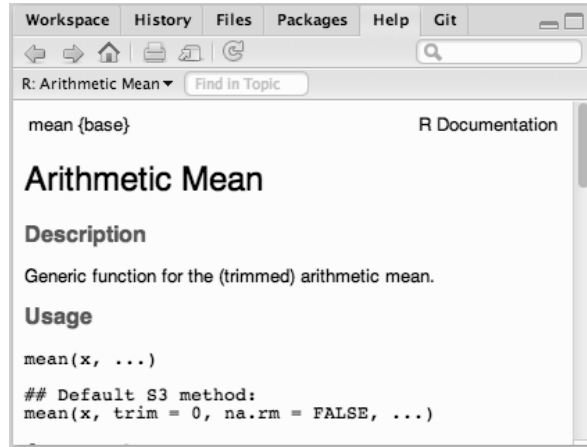 Workspace History Files Packages Help Git
R: Arithmetic Mean Find in Topic
mean {base} R Documentation
Arithmetic Mean
Description
Generic function for the (trimmed) arithmetic mean.
Usage
mean(x, ...)
## Default S3 method:
mean(x, trim = 0, na.rm = FALSE, ...)